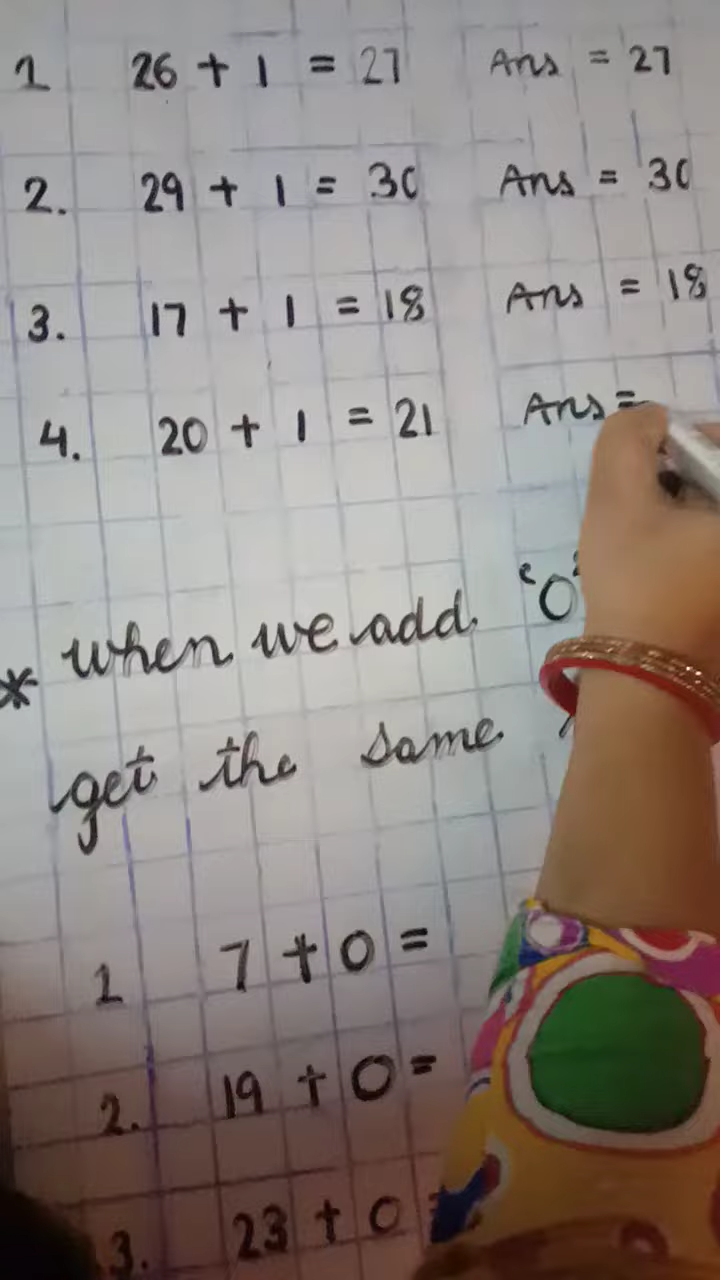 1 26 + 1 = 27 Ans = 27
2. 29 + 1 = 30 Ans = 30
3. 17 + 1 = 18 Ans = 18
4. 20 + 1 = 21 Ans =
* when we add '0'
get the same
1 7 + 0 =
2. 19 + 0 =
3. 23 + 0